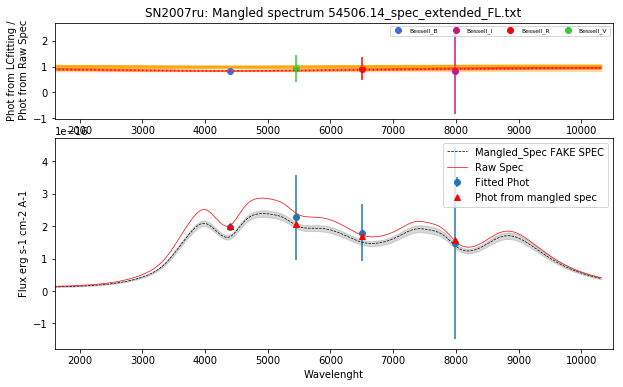 SN2007ru: Mangled spectrum 54506.14_spec_extended_FL.txt
Phot from LCfitting /
Phot from Raw Spec
2
1
0
−1
Bessell_B
Bessell_I
Bessell_R
Bessell_V
2000 3000 4000 5000 6000 7000 8000 9000 10000
1e−16
Flux erg s-1 cm-2 A-1
4
3
2
1
0
−1
Mangled_Spec FAKE SPEC
Raw Spec
Fitted Phot
Phot from mangled spec
2000 3000 4000 5000 6000 7000 8000 9000 10000
Wavelenght